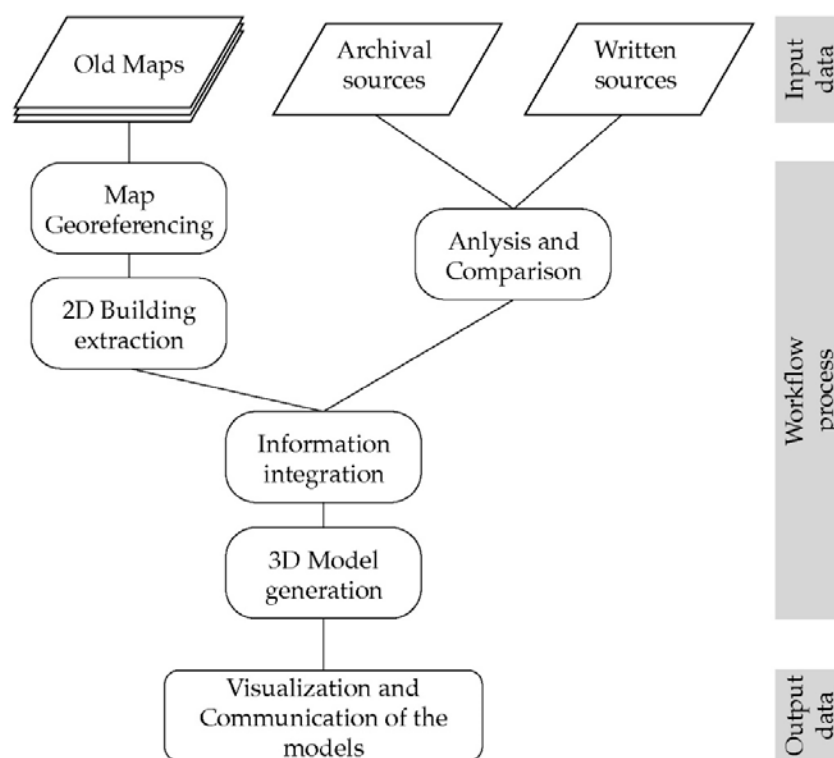 Old Maps
Archival
sources
Written
sources
Input
data
Map
Georeferencing
Anlysis and
Comparison
2D Building
extraction
Workflow
process
Information
integration
3D Model
generation
Visualization and
Communication of the
models
Output
data